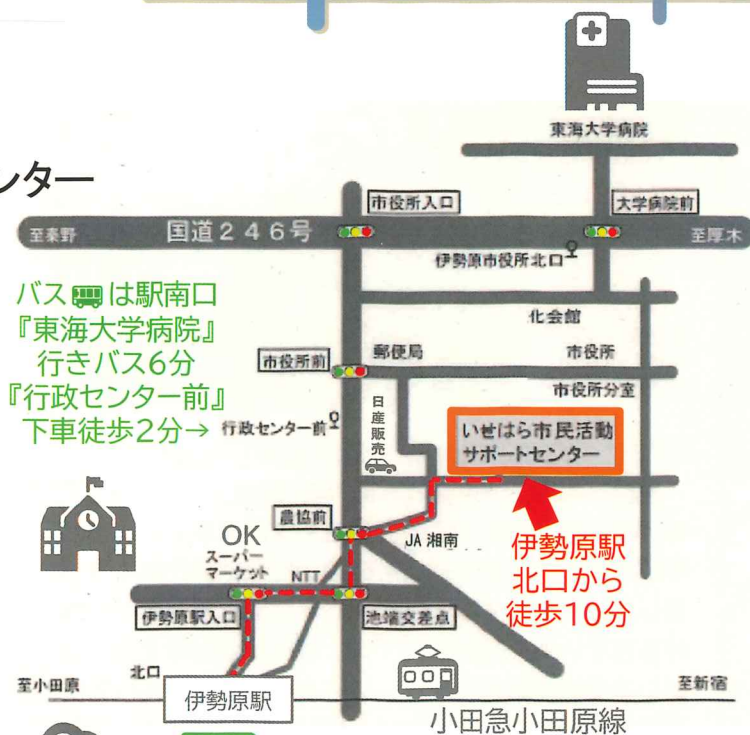 ンター
東海大学病院
市役所入口
大学病院前
至秦野
国道246号
至厚木
伊勢原市役所北口
バス は駅南口
『東海大学病院』
行きバス6分
『行政センター前』
下車徒歩2分→
化会館
郵便局
市役所
市役所前
市役所分室
日産販売
行政センター前
いせはら市民活動
サポートセンター
農協前
JA 湘南
伊勢原駅
北口から
徒歩10分
OK
スーパー
マーケット
NTT
伊勢原駅入口
池端交差点
北口
至小田原
伊勢原駅
至新宿
小田急小田原線